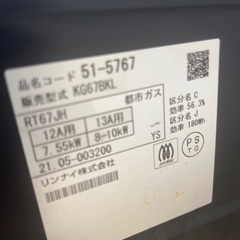 品名コード 51-5767
販売型式 KG67BKL
RT67JH
都市ガス
12A用 13A用
7.55kW 8-10kW
YS
21.05-003200
リンナイ株式会社
区分名 C
効率 56.3%
区分名 J
効率 180Wh
PS
TG